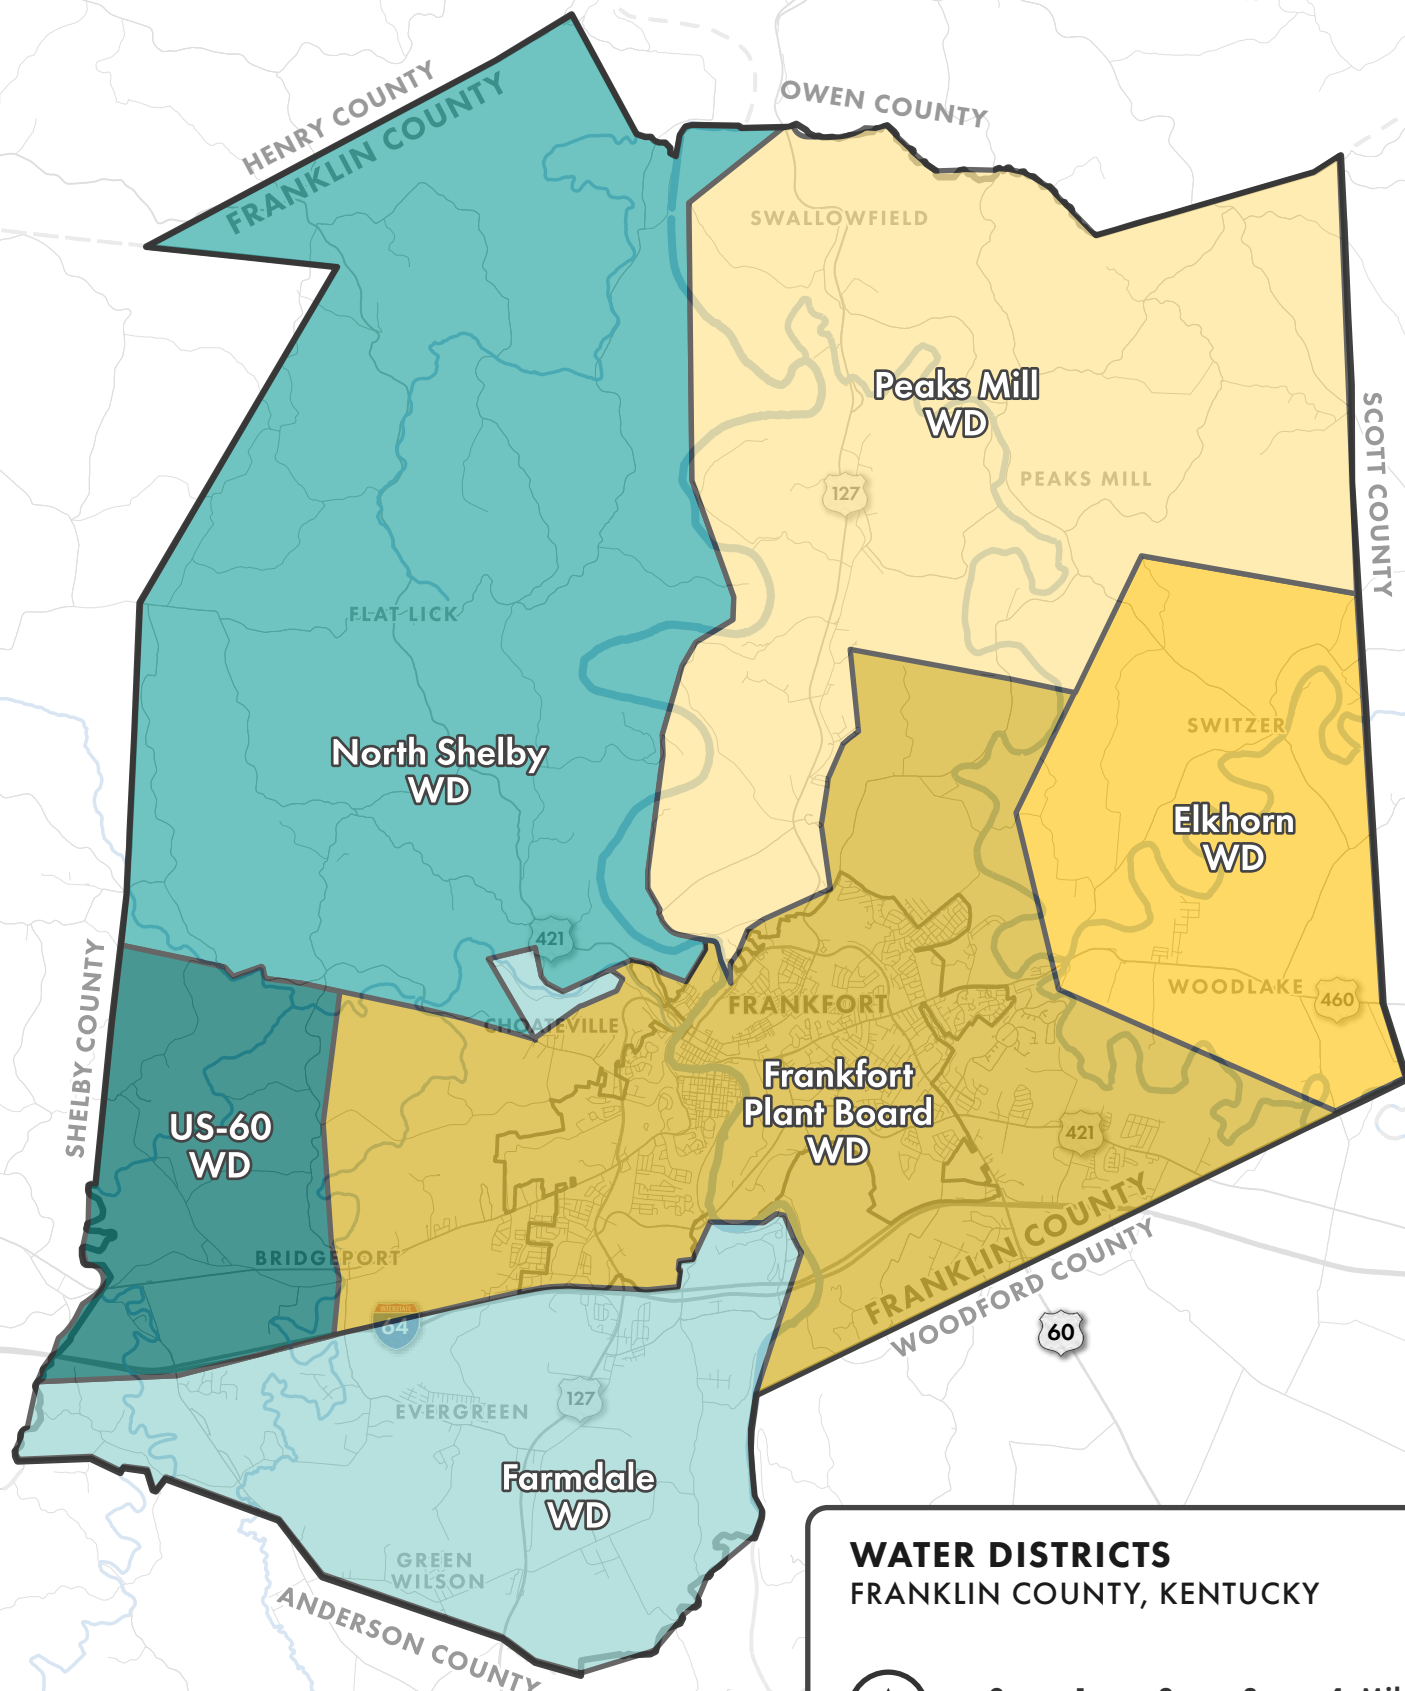 HENRY COUNTY
FRANKLIN COUNTY
OWEN COUNTY
SWALLOWFIELD
Peaks Mill
WD
SCOTT COUNTY
PEAKS MILL
127
FLAT LICK
North Shelby
WD
SWITZER
Elkhorn
WD
421
SHELBY COUNTY
WOODLAKE
460
CHOATEVILLE
FRANKFORT
Frankfort
Plant Board
WD
US-60
WD
421
BRIDGEPORT
FRANKLIN COUNTY
WOODFORD COUNTY
INTERSTATE
64
60
EVERGREEN
127
Farmdale
WD
GREEN
WILSON
ANDERSON COUNTY
WATER DISTRICTS
FRANKLIN COUNTY, KENTUCKY